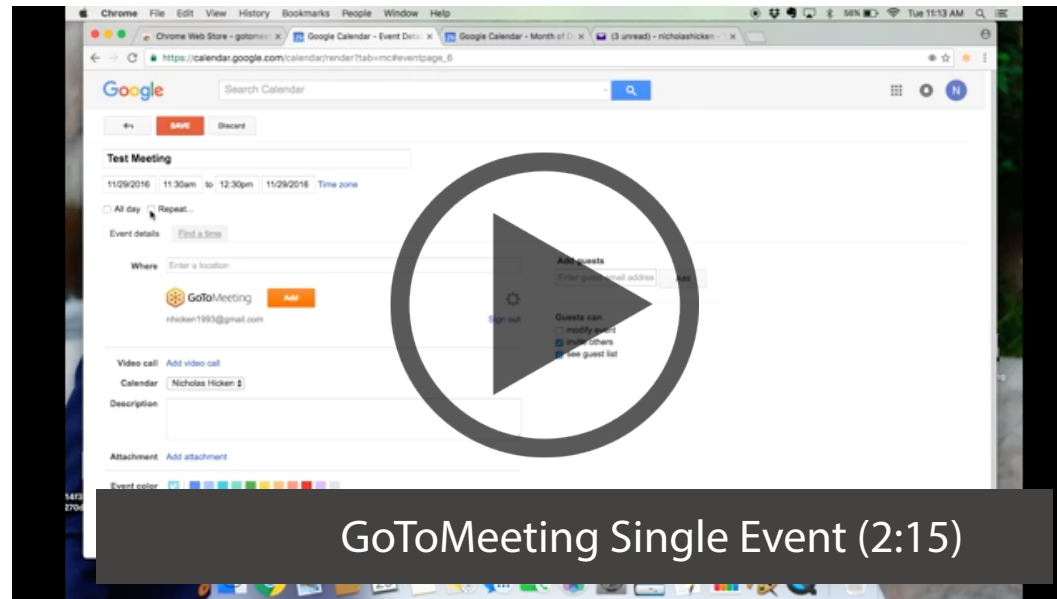 Chrome File Edit View History Bookmarks People Window Help 56% Tue 11:13 AM
Chrome Web Store - gotomeet × Google Calendar - Event Deta × Google Calendar - Month of D × (3 unread) - nicholashicken - ×
https://calendar.google.com/calendar/render?tab=mc#eventpage_6
Google Search Calendar N
SAVE Discard
Test Meeting
11/29/2016 11:30am to 12:30pm 11/29/2016 Time zone
All day Repeat...
Event details Find a time
Where Enter a location Add guests
Enter guest email addres Add
GoToMeeting Add
nhicken1993@gmail.com Sign out Guests can
modify event
invite others
see guest list
Video call Add video call
Calendar Nicholas Hicken
Description
Attachment Add attachment
Event color
GoToMeeting Single Event (2:15)